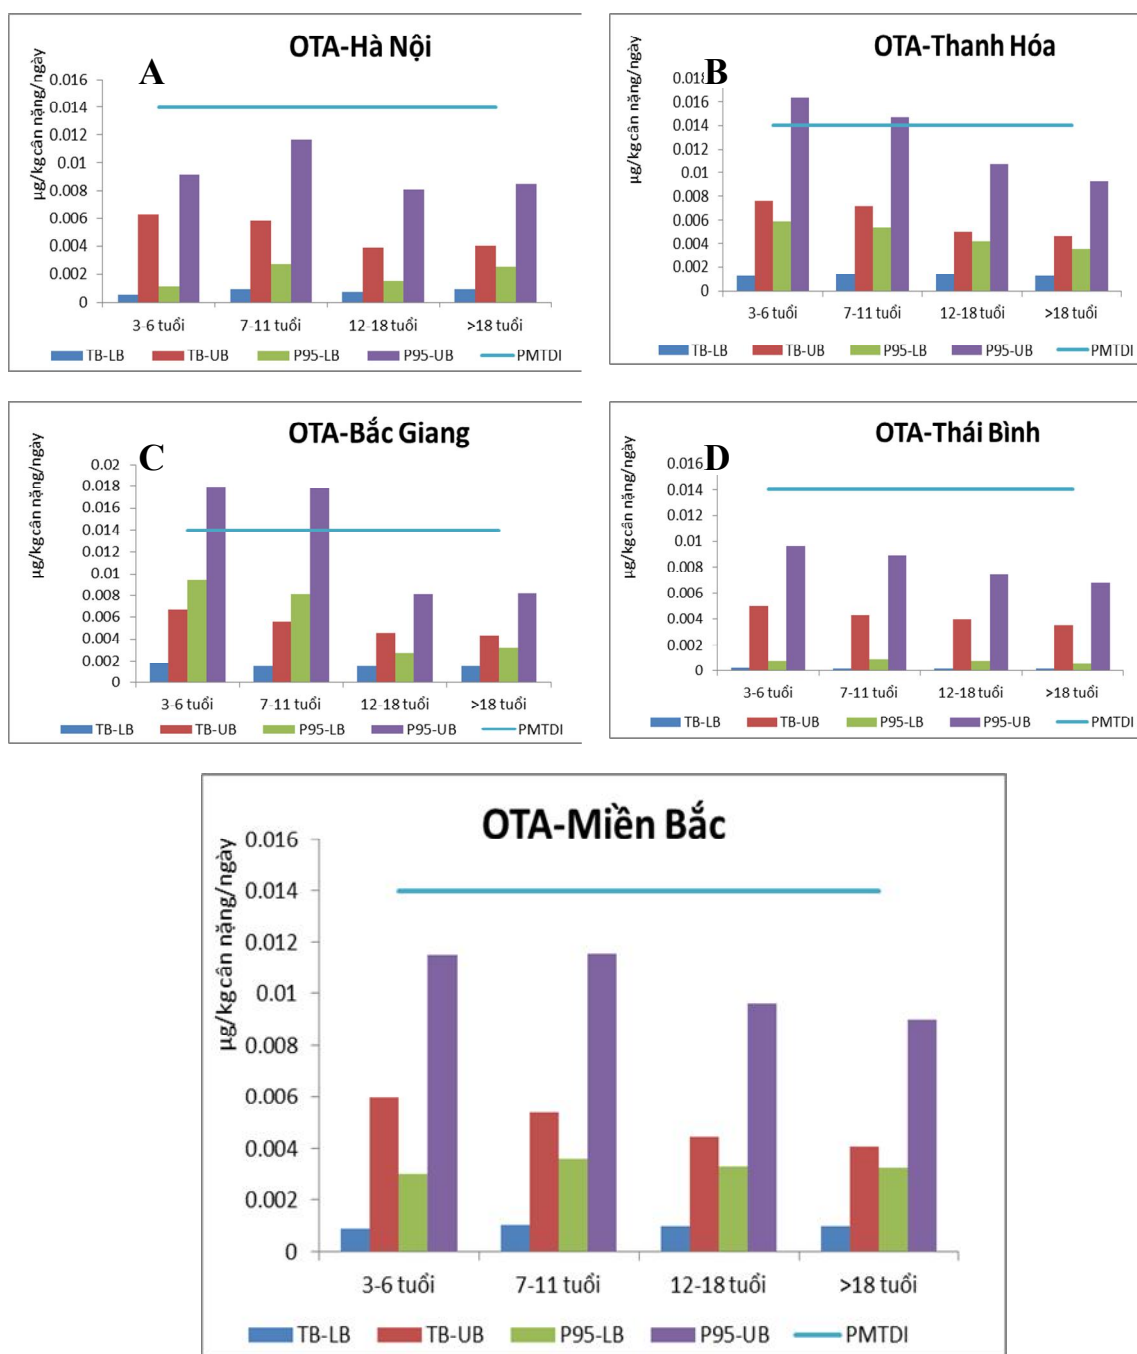 OTA-Hà Nội
A
µg/kgcân nặng/ngày
0.016
0.014
0.012
0.01
0.008
0.006
0.004
0.002
0
3-6 tuổi 7-11 tuổi 12-18 tuổi >18 tuổi
TB-LB TB-UB P95-LB P95-UB PMTDI
OTA-Thanh Hóa
B
µg/kgcân nặng/ngày
0.018
0.016
0.014
0.012
0.01
0.008
0.006
0.004
0.002
0
3-6 tuổi 7-11 tuổi 12-18 tuổi >18 tuổi
TB-LB TB-UB P95-LB P95-UB PMTDI
OTA-Bắc Giang
C
µg/kgcân nặng/ngày
0.02
0.018
0.016
0.014
0.012
0.01
0.008
0.006
0.004
0.002
0
3-6 tuổi 7-11 tuổi 12-18 tuổi >18 tuổi
TB-LB TB-UB P95-LB P95-UB PMTDI
OTA-Thái Bình
D
µg/kgcân nặng/ngày
0.016
0.014
0.012
0.01
0.008
0.006
0.004
0.002
0
3-6 tuổi 7-11 tuổi 12-18 tuổi >18 tuổi
TB-LB TB-UB P95-LB P95-UB PMTDI
OTA-Miền Bắc
µg/kgcân nặng/ngày
0.016
0.014
0.012
0.01
0.008
0.006
0.004
0.002
0
3-6 tuổi 7-11 tuổi 12-18 tuổi >18 tuổi
TB-LB TB-UB P95-LB P95-UB PMTDI